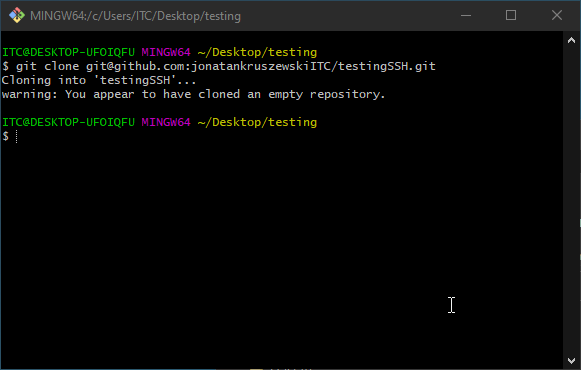 MINGW64:/c/Users/ITC/Desktop/testing
ITC@DESKTOP-UFOIQFU MINGW64 ~/Desktop/testing
$ git clone git@github.com:jonatankruszewskiITC/testingSSH.git
Cloning into 'testingSSH'...
warning: You appear to have cloned an empty repository.
ITC@DESKTOP-UFOIQFU MINGW64 ~/Desktop/testing
$